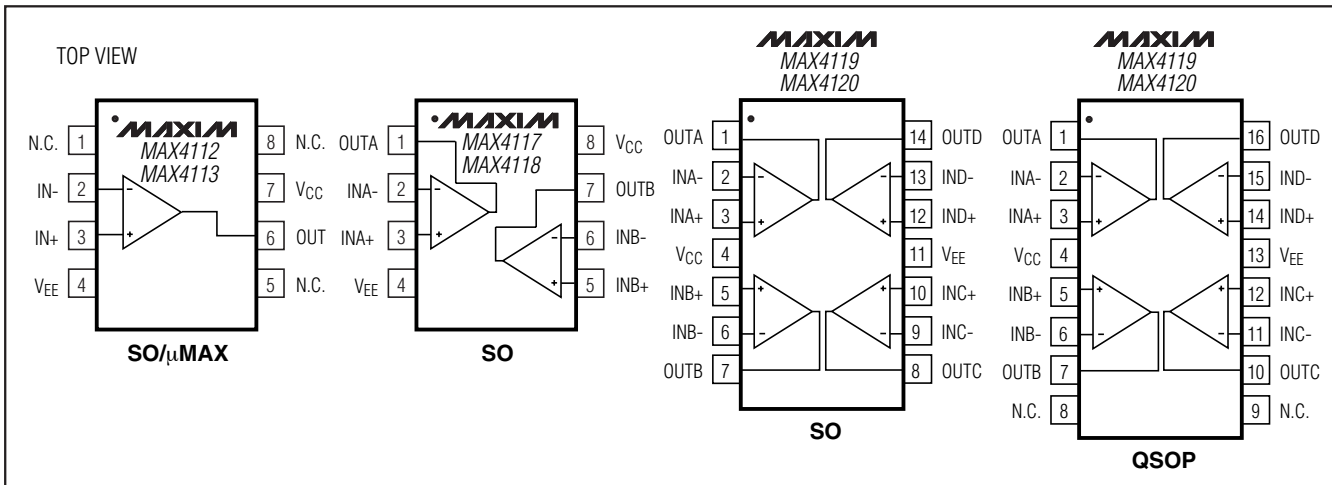 TOP VIEW
MAXIM
MAX4112
MAX4113
N.C. 1
IN- 2
IN+ 3
VEE 4
8 N.C.
7 VCC
6 OUT
5 N.C.
-
+
SO/µMAX
MAXIM
MAX4117
MAX4118
OUTA 1
INA- 2
INA+ 3
VEE 4
8 VCC
7 OUTB
6 INB-
5 INB+
-
+
-
+
SO
MAXIM
MAX4119
MAX4120
OUTA 1
INA- 2
INA+ 3
VCC 4
INB+ 5
INB- 6
OUTB 7
14 OUTD
13 IND-
12 IND+
11 VEE
10 INC+
9 INC-
8 OUTC
- -
+ +
+ +
- -
SO
MAXIM
MAX4119
MAX4120
OUTA 1
INA- 2
INA+ 3
VCC 4
INB+ 5
INB- 6
OUTB 7
N.C. 8
16 OUTD
15 IND-
14 IND+
13 VEE
12 INC+
11 INC-
10 OUTC
9 N.C.
- -
+ +
+ +
- -
QSOP